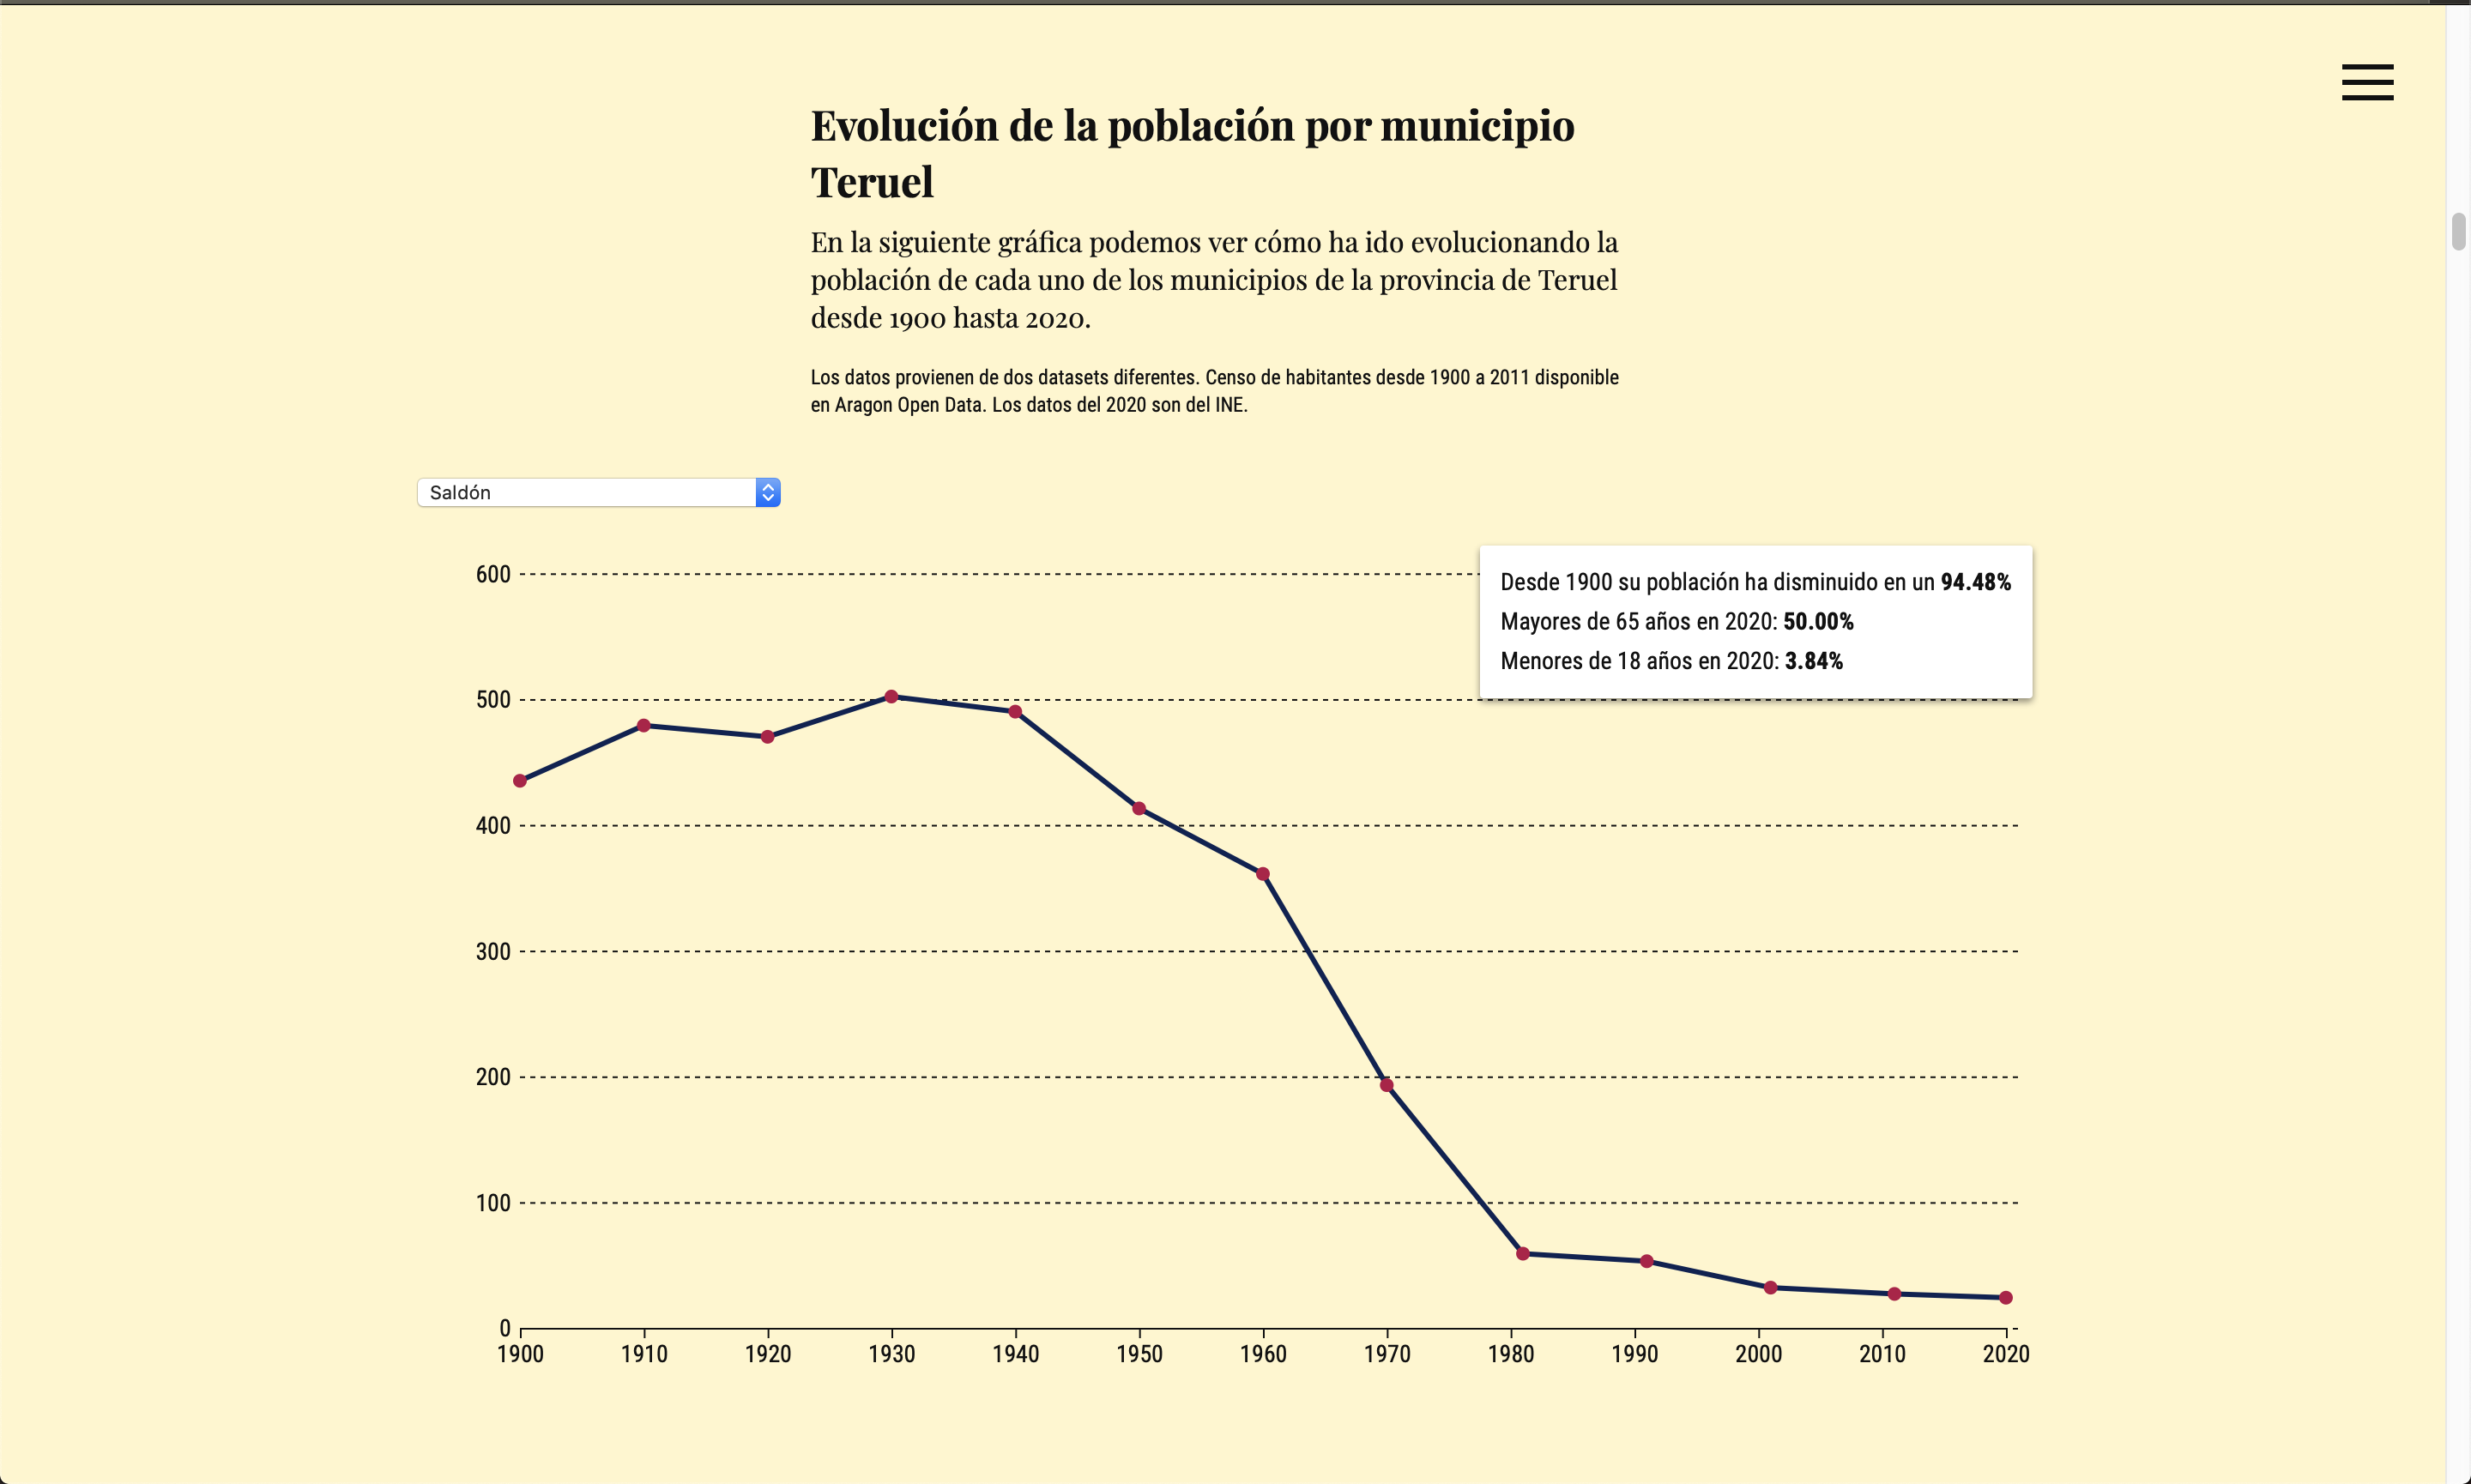 Evolución de la población por municipio
Teruel
En la siguiente gráfica podemos ver cómo ha ido evolucionando la
población de cada uno de los municipios de la provincia de Teruel
desde 1900 hasta 2020.
Los datos provienen de dos datasets diferentes. Censo de habitantes desde 1900 a 2011 disponible
en Aragon Open Data. Los datos del 2020 son del INE.
Saldón
Desde 1900 su población ha disminuido en un 94.48%
Mayores de 65 años en 2020: 50.00%
Menores de 18 años en 2020: 3.84%
600
500
400
300
200
100
0
1900 1910 1920 1930 1940 1950 1960 1970 1980 1990 2000 2010 2020